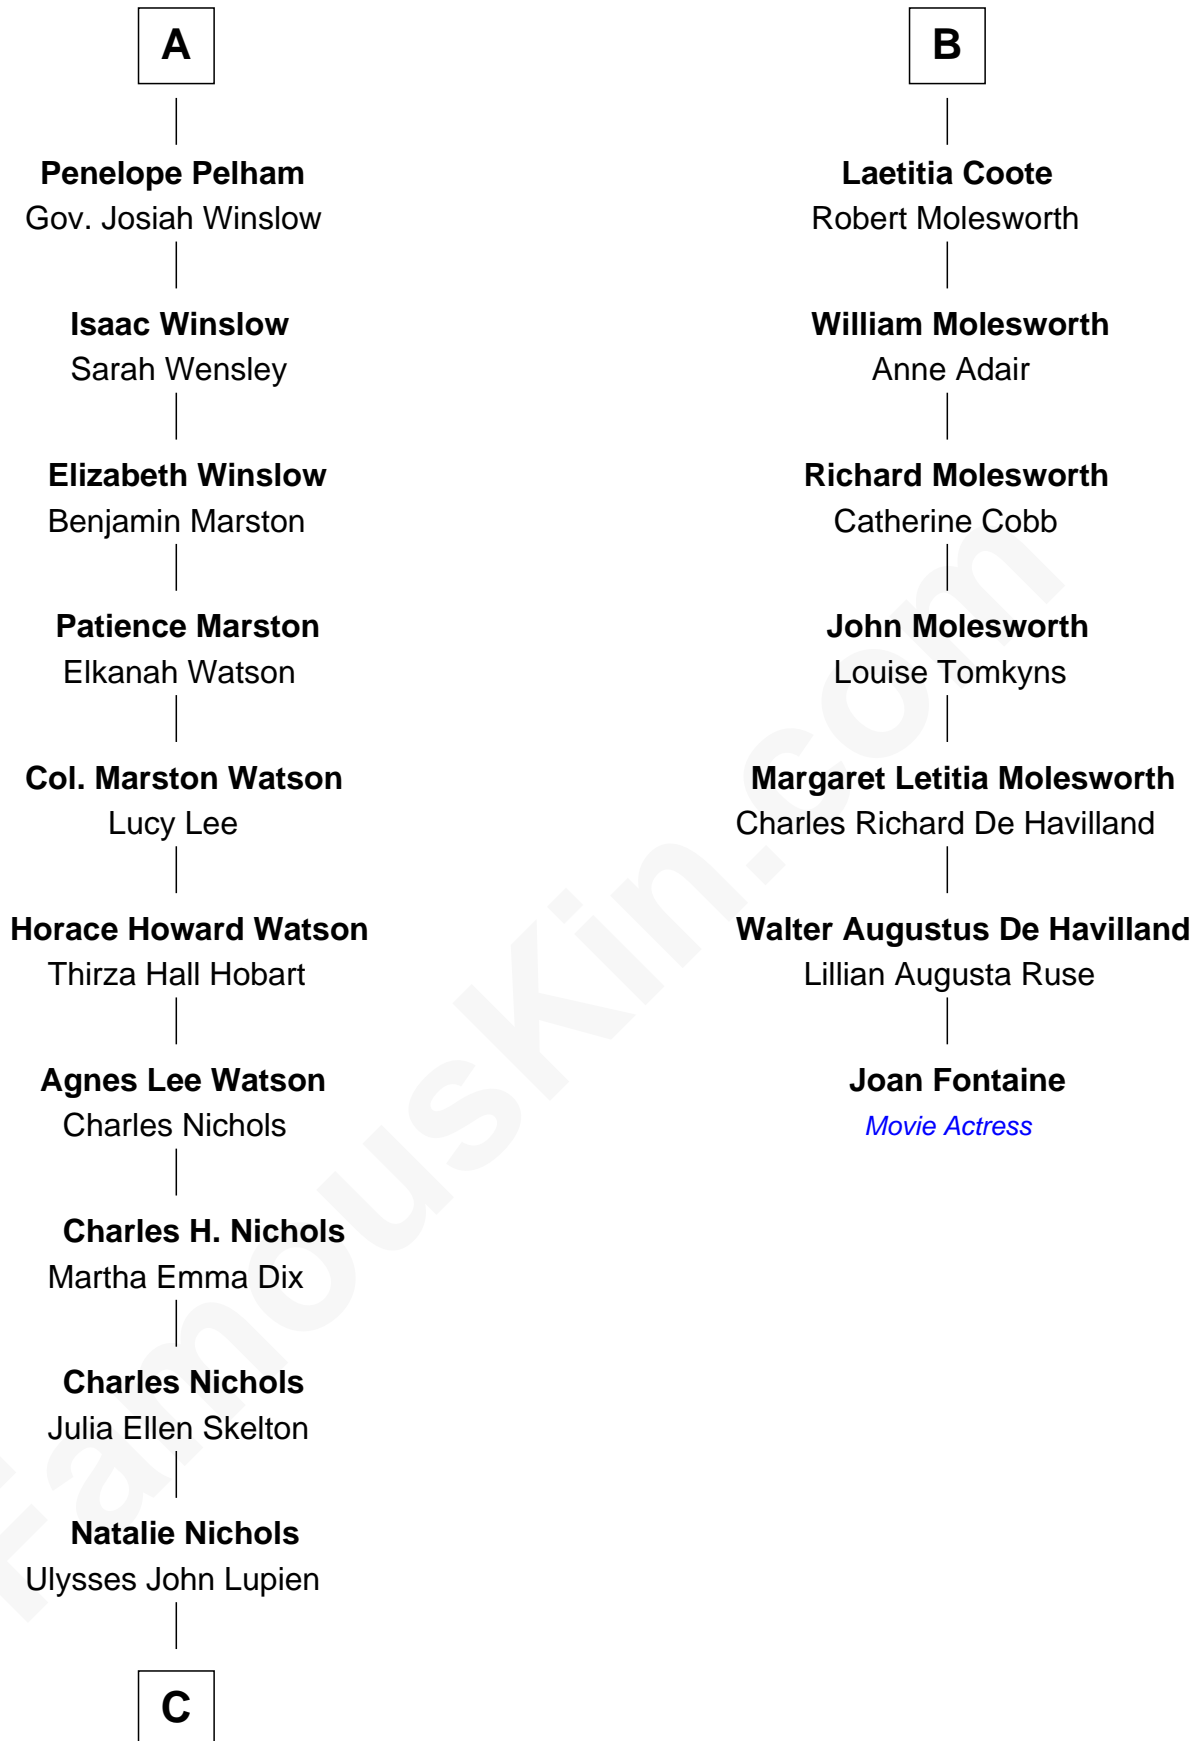 A
Penelope Pelham
Gov. Josiah Winslow
Isaac Winslow
Sarah Wensley
Elizabeth Winslow
Benjamin Marston
Patience Marston
Elkanah Watson
Col. Marston Watson
Lucy Lee
Horace Howard Watson
Thirza Hall Hobart
Agnes Lee Watson
Charles Nichols
Charles H. Nichols
Martha Emma Dix
Charles Nichols
Julia Ellen Skelton
Natalie Nichols
Ulysses John Lupien
C
B
Laetitia Coote
Robert Molesworth
William Molesworth
Anne Adair
Richard Molesworth
Catherine Cobb
John Molesworth
Louise Tomkyns
Margaret Letitia Molesworth
Charles Richard De Havilland
Walter Augustus De Havilland
Lillian Augusta Ruse
Joan Fontaine
Movie Actress
FamousKin.com